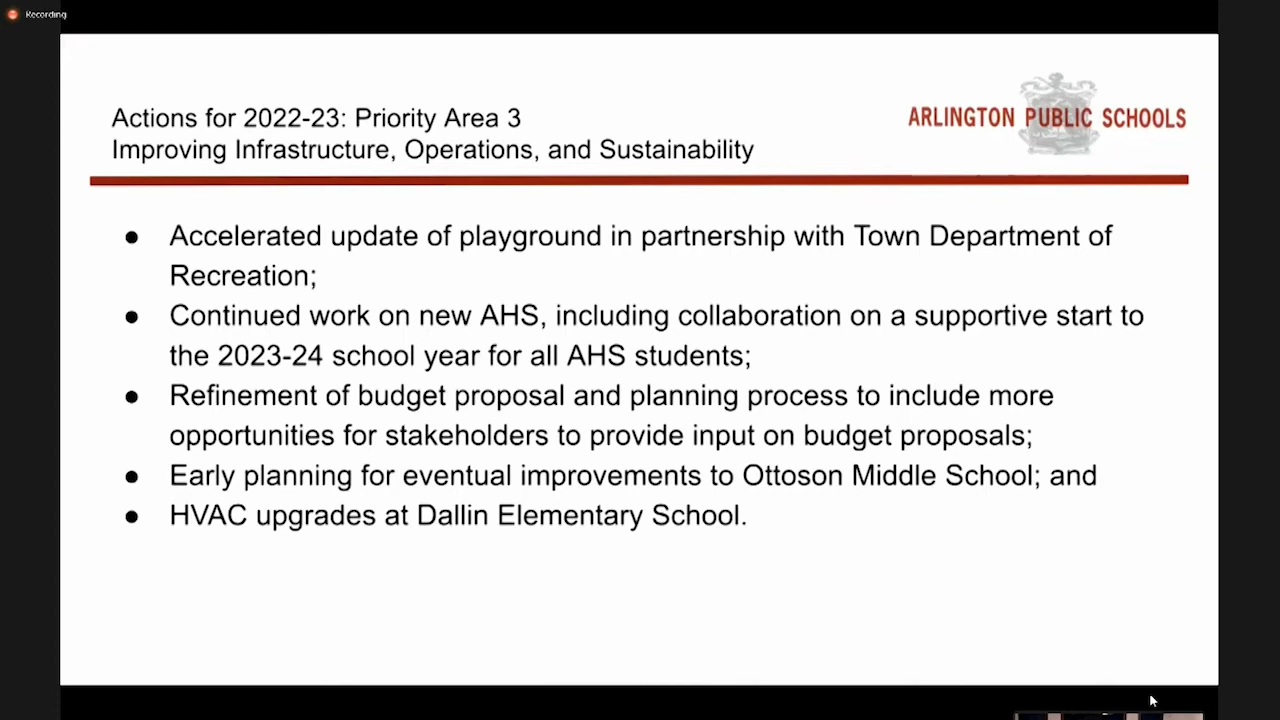 Recording
Actions for 2022-23: Priority Area 3
Improving Infrastructure, Operations, and Sustainability
ARLINGTON PUBLIC SCHOOLS
● Accelerated update of playground in partnership with Town Department of
Recreation;
● Continued work on new AHS, including collaboration on a supportive start to
the 2023-24 school year for all AHS students;
● Refinement of budget proposal and planning process to include more
opportunities for stakeholders to provide input on budget proposals;
● Early planning for eventual improvements to Ottoson Middle School; and
● HVAC upgrades at Dallin Elementary School.